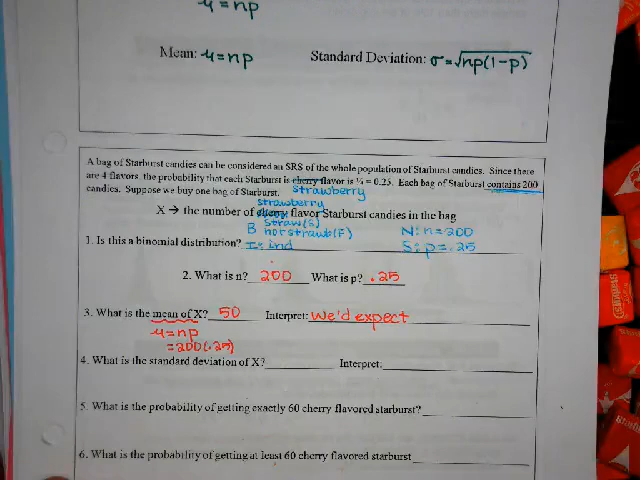 μ = np
Mean: μ = np Standard Deviation: σ = √np(1-p)
A bag of Starburst candies can be considered an SRS of the whole population of Starburst candies. Since there
are 4 flavors, the probability that each Starburst is cherry flavor is ¼ = 0.25. Each bag of Starburst contains 200
strawberry
candies. Suppose we buy one bag of Starburst.
strawberry
X → the number of cherry flavor Starburst candies in the bag
B straw(S) N: n=200
not straw(F)
1. Is this a binomial distribution? I: ind S: p=.25
2. What is n? 200 What is p? .25
3. What is the mean of X? 50 Interpret: we'd expect
μ = np
= 200(.25)
4. What is the standard deviation of X? Interpret:
5. What is the probability of getting exactly 60 cherry flavored starburst?
6. What is the probability of getting at least 60 cherry flavored starburst